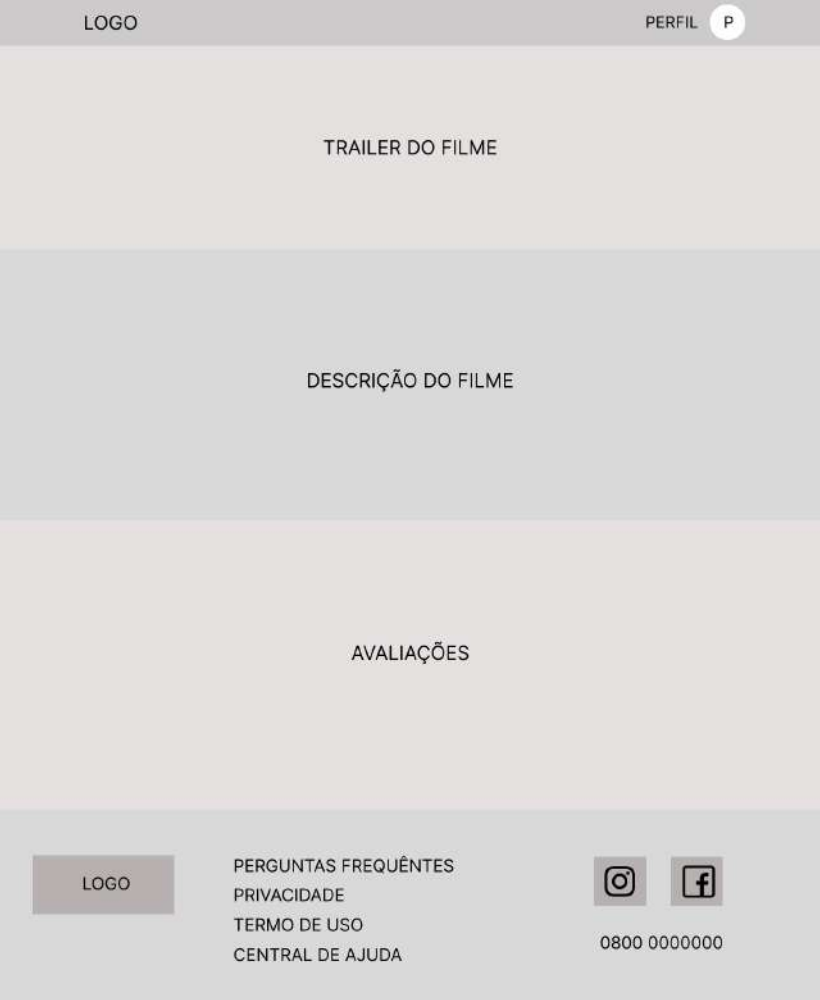 LOGO
PERFIL P
TRAILER DO FILME
DESCRIÇÃO DO FILME
AVALIAÇÕES
LOGO
PERGUNTAS FREQUÊNTES
PRIVACIDADE
TERMO DE USO
CENTRAL DE AJUDA
0800 0000000